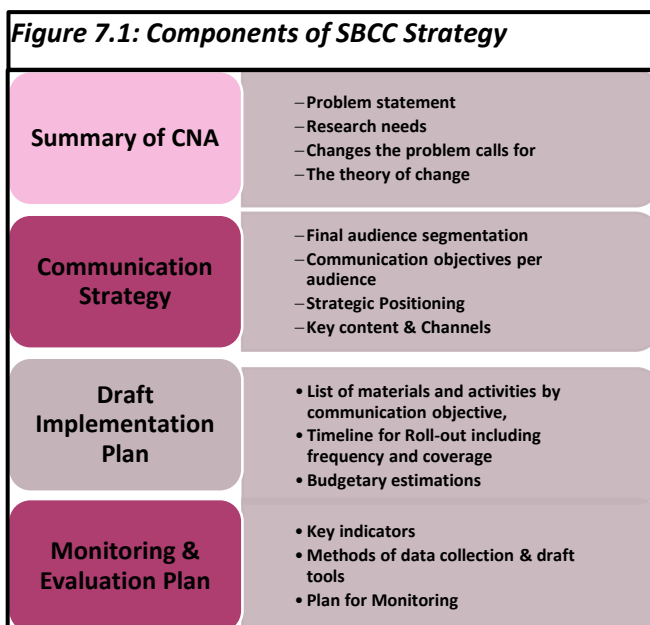 Figure 7.1: Components of SBCC Strategy
Summary of CNA
–Problem statement
–Research needs
–Changes the problem calls for
–The theory of change
Communication
Strategy
–Final audience segmentation
–Communication objectives per
audience
–Strategic Positioning
–Key content & Channels
Draft
Implementation
Plan
• List of materials and activities by
communication objective,
• Timeline for Roll-out including
frequency and coverage
• Budgetary estimations
Monitoring &
Evaluation Plan
• Key indicators
• Methods of data collection & draft
tools
• Plan for Monitoring